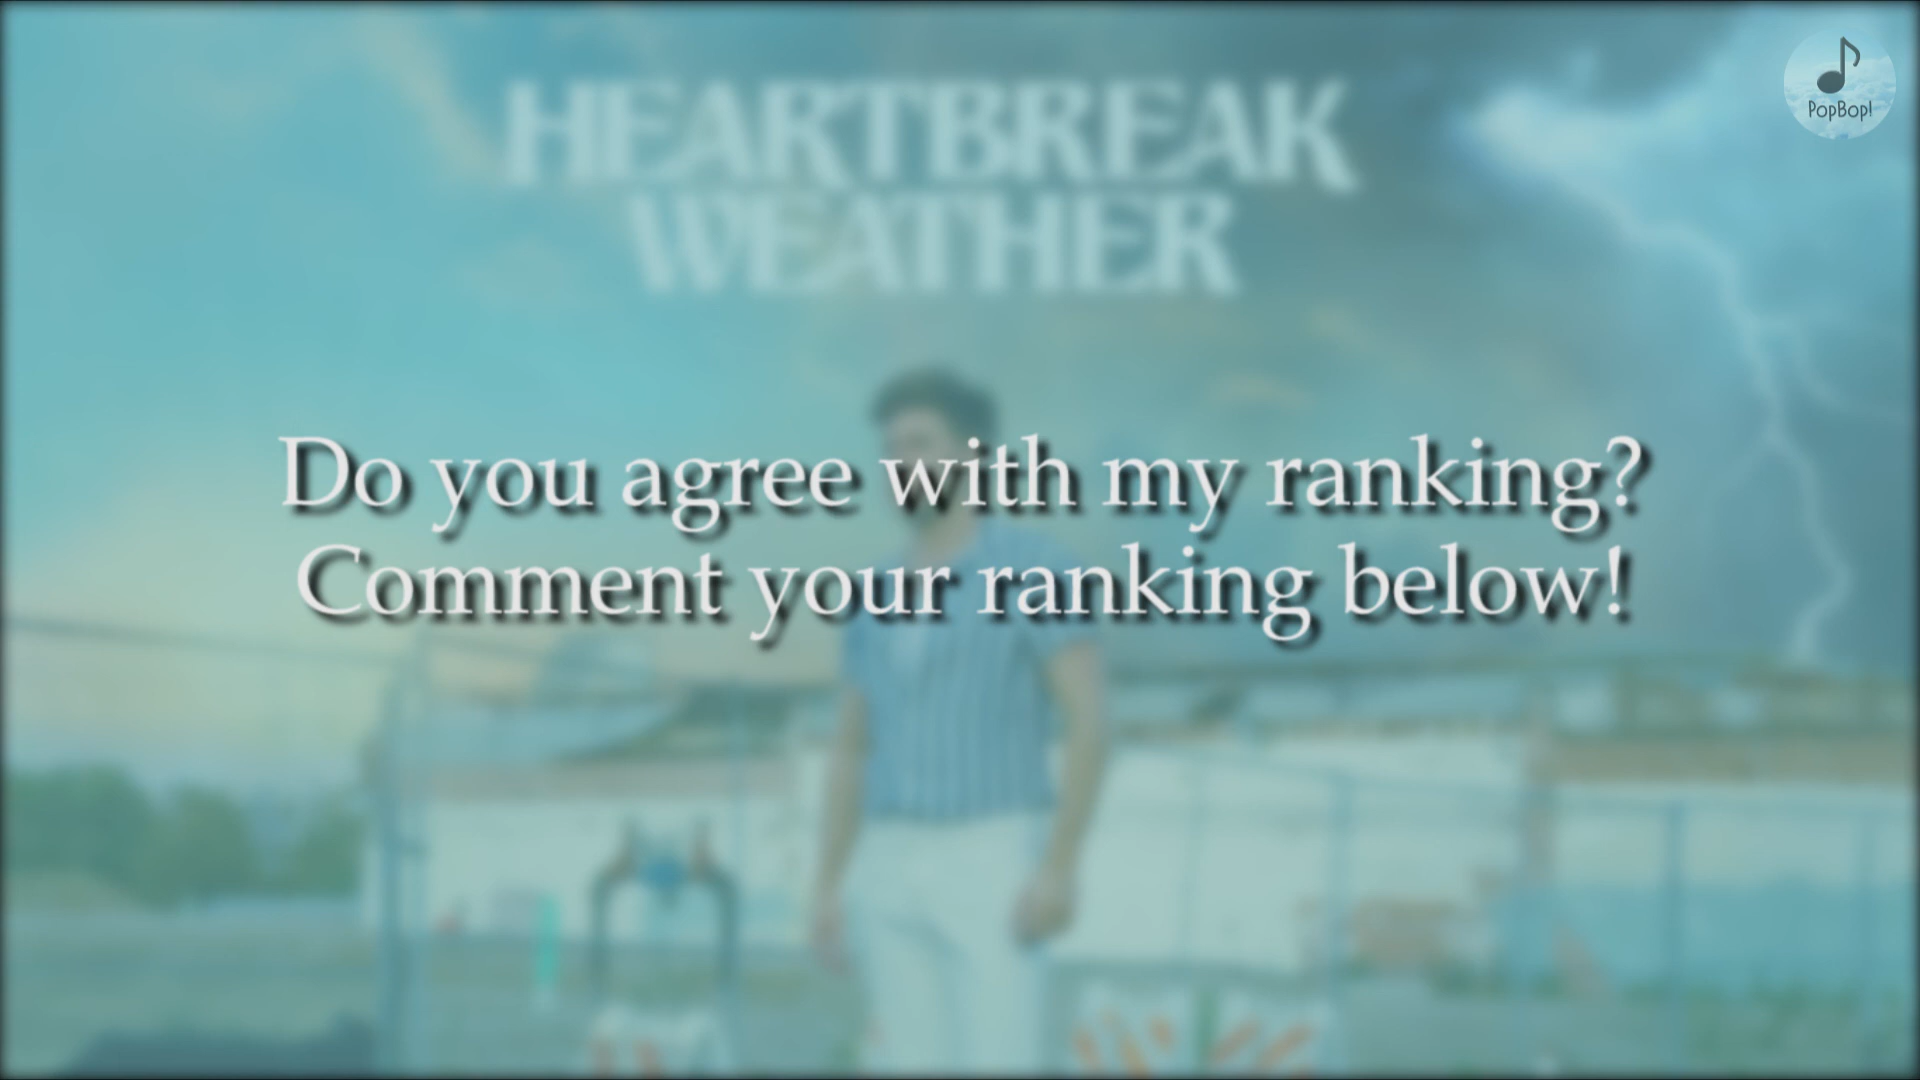 HEARTBREAK
WEATHER
PopBop!
Do you agree with my ranking?
Comment your ranking below!